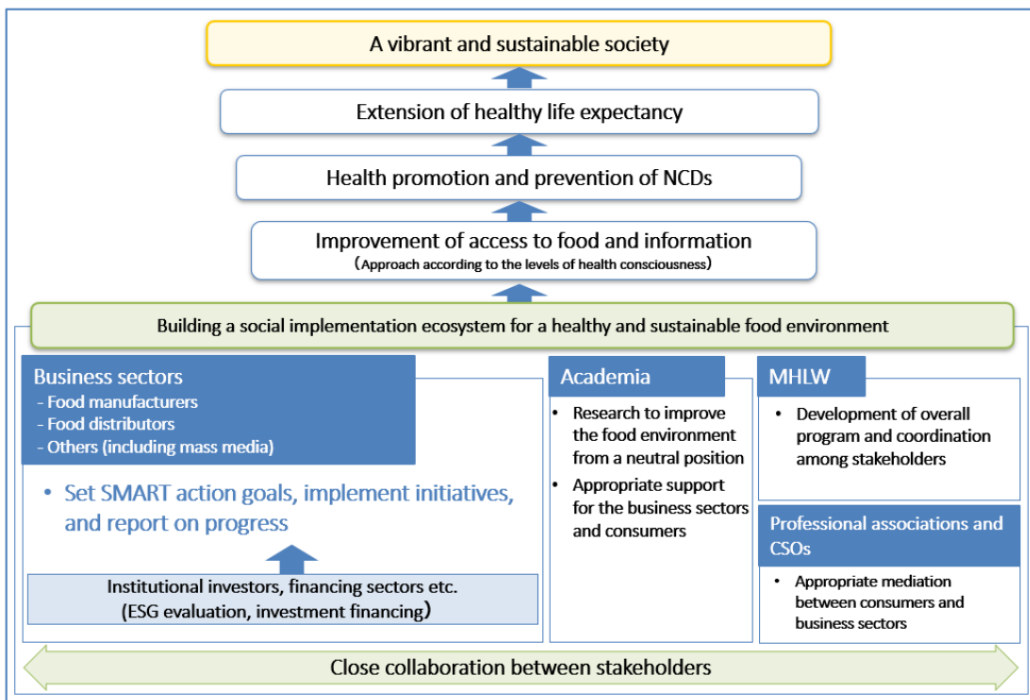 A vibrant and sustainable society
Extension of healthy life expectancy
Health promotion and prevention of NCDs
Improvement of access to food and information
(Approach according to the levels of health consciousness)
Building a social implementation ecosystem for a healthy and sustainable food environment
Business sectors
- Food manufacturers
- Food distributors
- Others (including mass media)
• Set SMART action goals, implement initiatives,
and report on progress
Institutional investors, financing sectors etc.
(ESG evaluation, investment financing)
Academia
• Research to improve
the food environment
from a neutral position
• Appropriate support
for the business sectors
and consumers
MHLW
• Development of overall
program and coordination
among stakeholders
Professional associations and
CSOs
• Appropriate mediation
between consumers and
business sectors
Close collaboration between stakeholders